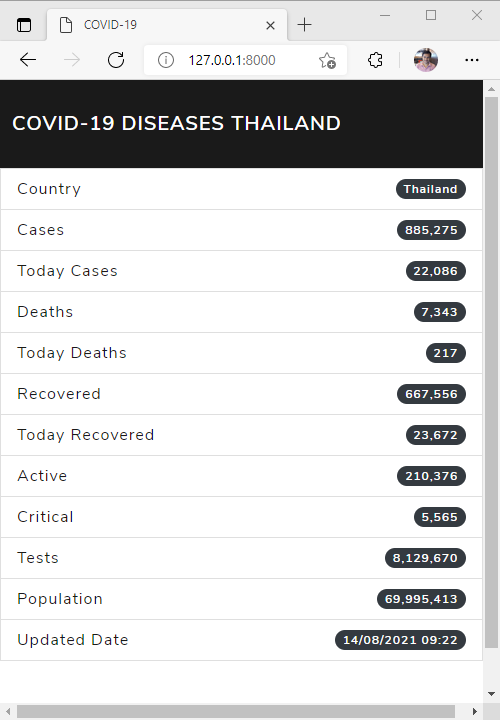 COVID-19
127.0.0.1:8000
COVID-19 DISEASES THAILAND
Country Thailand
Cases 885,275
Today Cases 22,086
Deaths 7,343
Today Deaths 217
Recovered 667,556
Today Recovered 23,672
Active 210,376
Critical 5,565
Tests 8,129,670
Population 69,995,413
Updated Date 14/08/2021 09:22